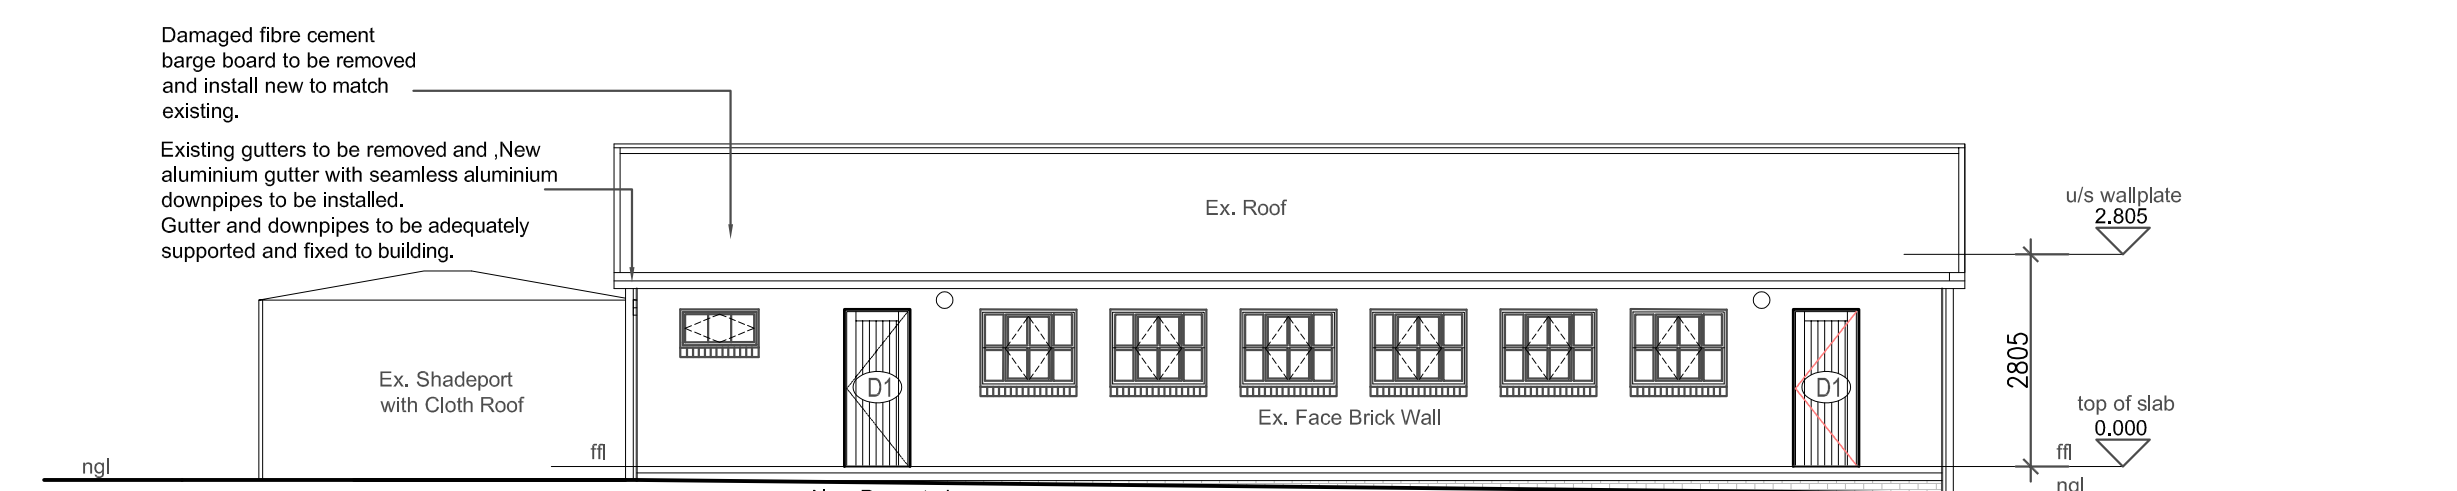 Damaged fibre cement
barge board to be removed
and install new to match
existing.
Existing gutters to be removed and ,New
aluminium gutter with seamless aluminium
downpipes to be installed.
Gutter and downpipes to be adequately
supported and fixed to building.
Ex. Roof
u/s wallplate
2.805
Ex. Shadeport
with Cloth Roof
D1
D1
Ex. Face Brick Wall
2805
top of slab
0.000
ffl
ffl
ngl
ngl